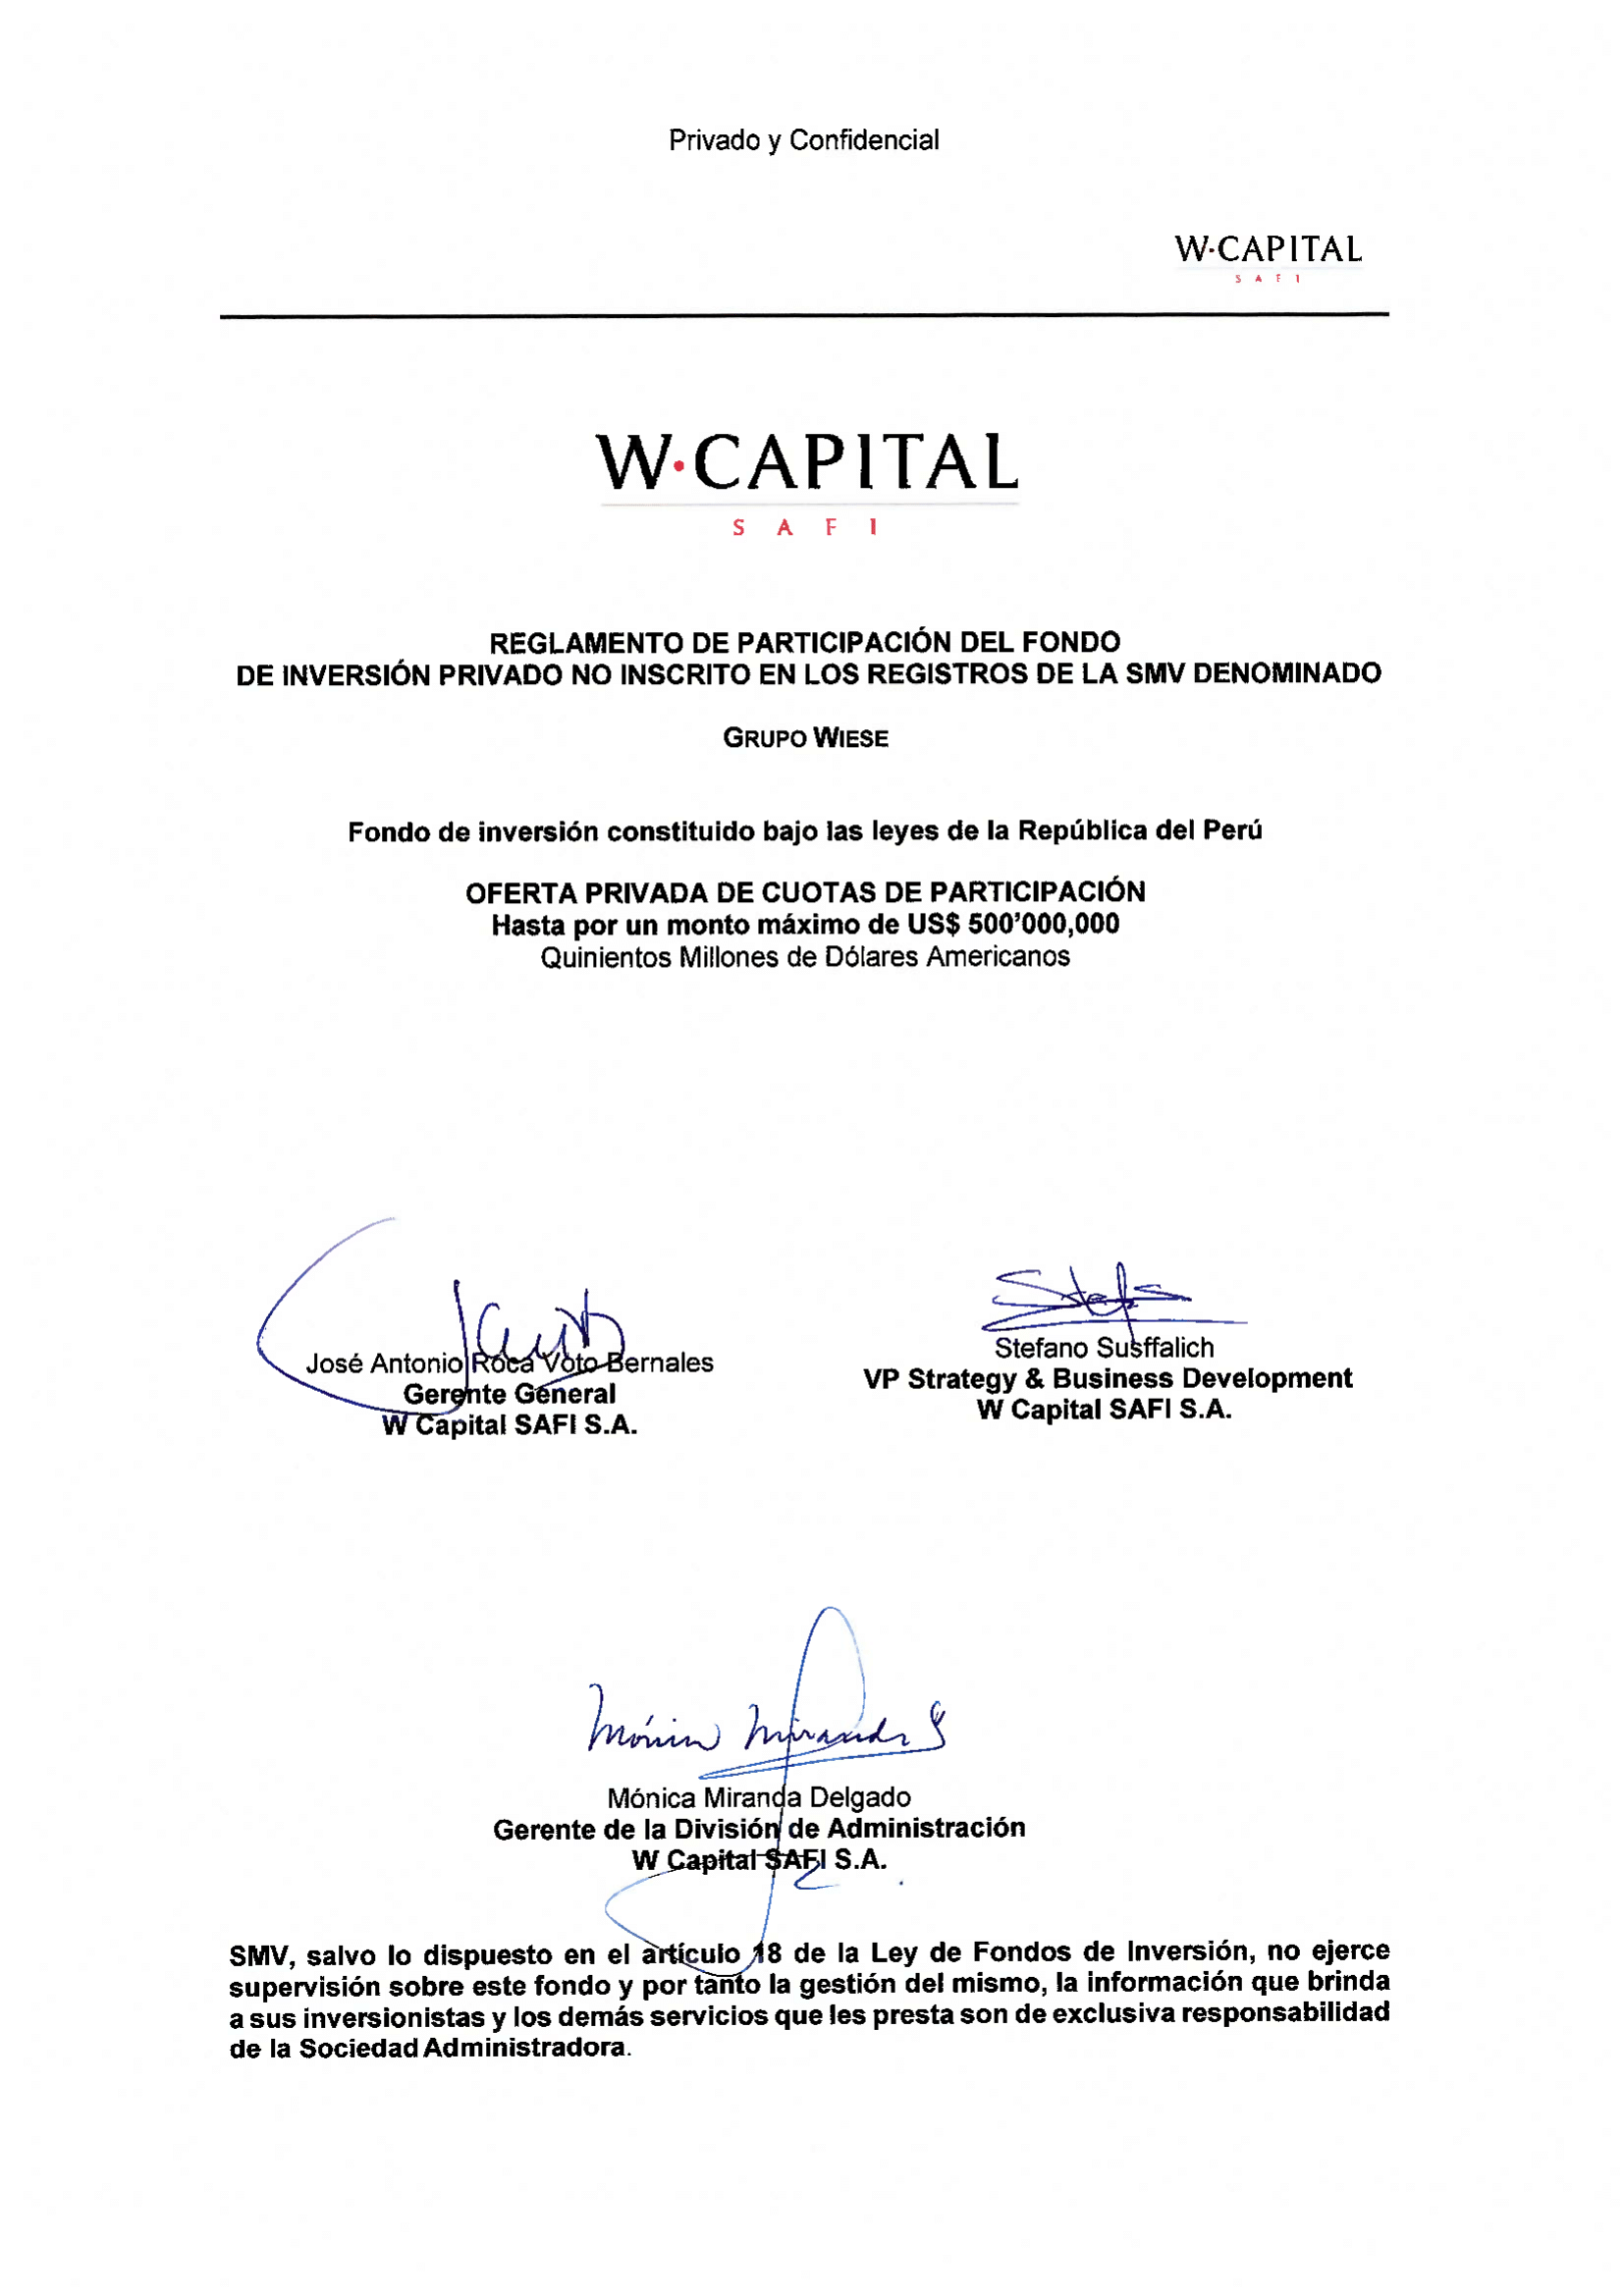 Privado y Confidencial
W·CAPITAL
SAFI
W·CAPITAL
SAFI
REGLAMENTO DE PARTICIPACIÓN DEL FONDO
DE INVERSIÓN PRIVADO NO INSCRITO EN LOS REGISTROS DE LA SMV DENOMINADO
GRUPO WIESE
Fondo de inversión constituido bajo las leyes de la República del Perú
OFERTA PRIVADA DE CUOTAS DE PARTICIPACIÓN
Hasta por un monto máximo de US$ 500'000,000
Quinientos Millones de Dólares Americanos
José Antonio Roca Voto Bernales
Gerente General
W Capital SAFI S.A.
Stefano Susffalich
VP Strategy & Business Development
W Capital SAFI S.A.
Mónica Miranda
Mónica Miranda Delgado
Gerente de la División de Administración
W Capital SAFI S.A.
SMV, salvo lo dispuesto en el artículo 18 de la Ley de Fondos de Inversión, no ejerce
supervisión sobre este fondo y por tanto la gestión del mismo, la información que brinda
a sus inversionistas y los demás servicios que les presta son de exclusiva responsabilidad
de la Sociedad Administradora.